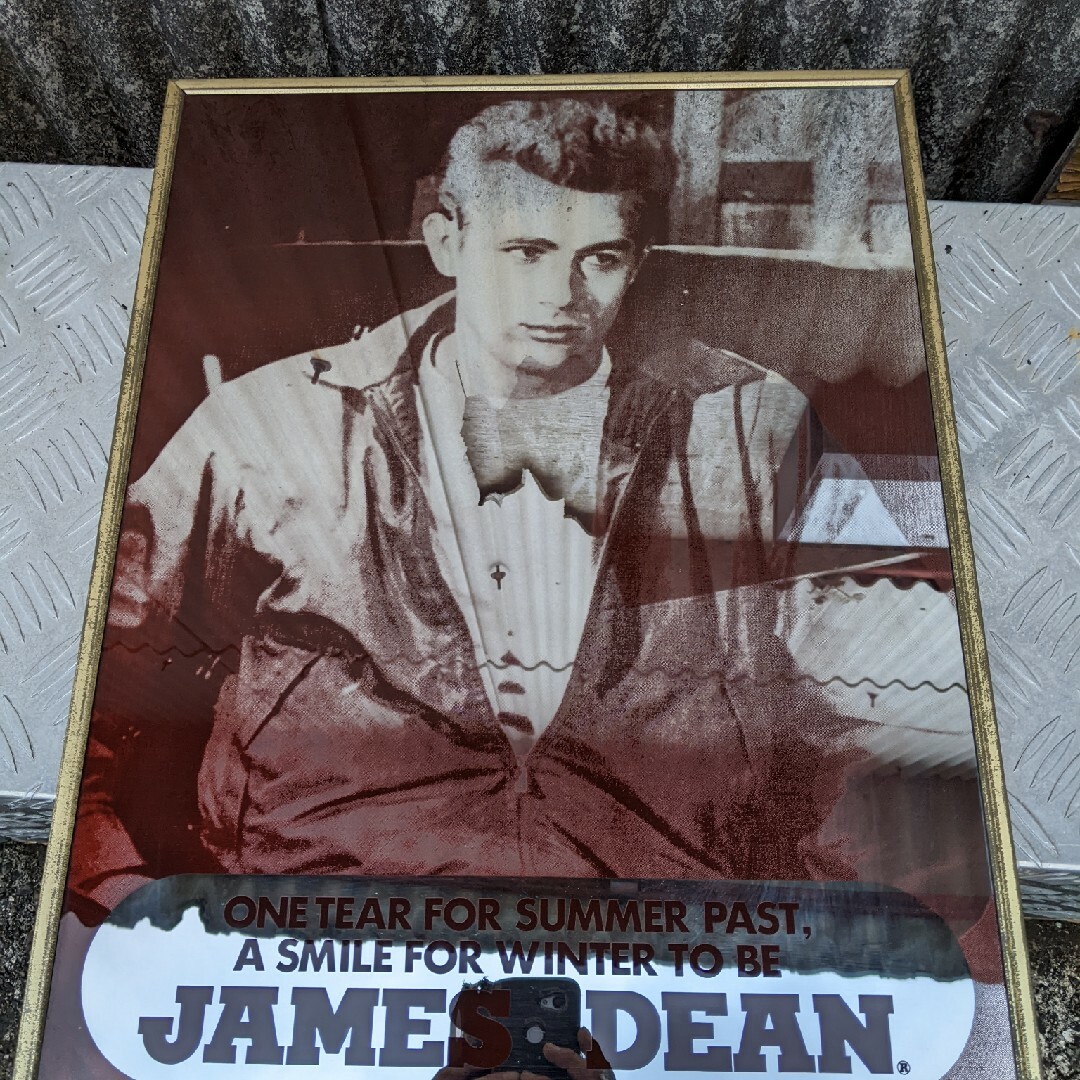 ONE TEAR FOR SUMMER PAST,
A SMILE FOR WINTER TO BE
JAMES DEAN®